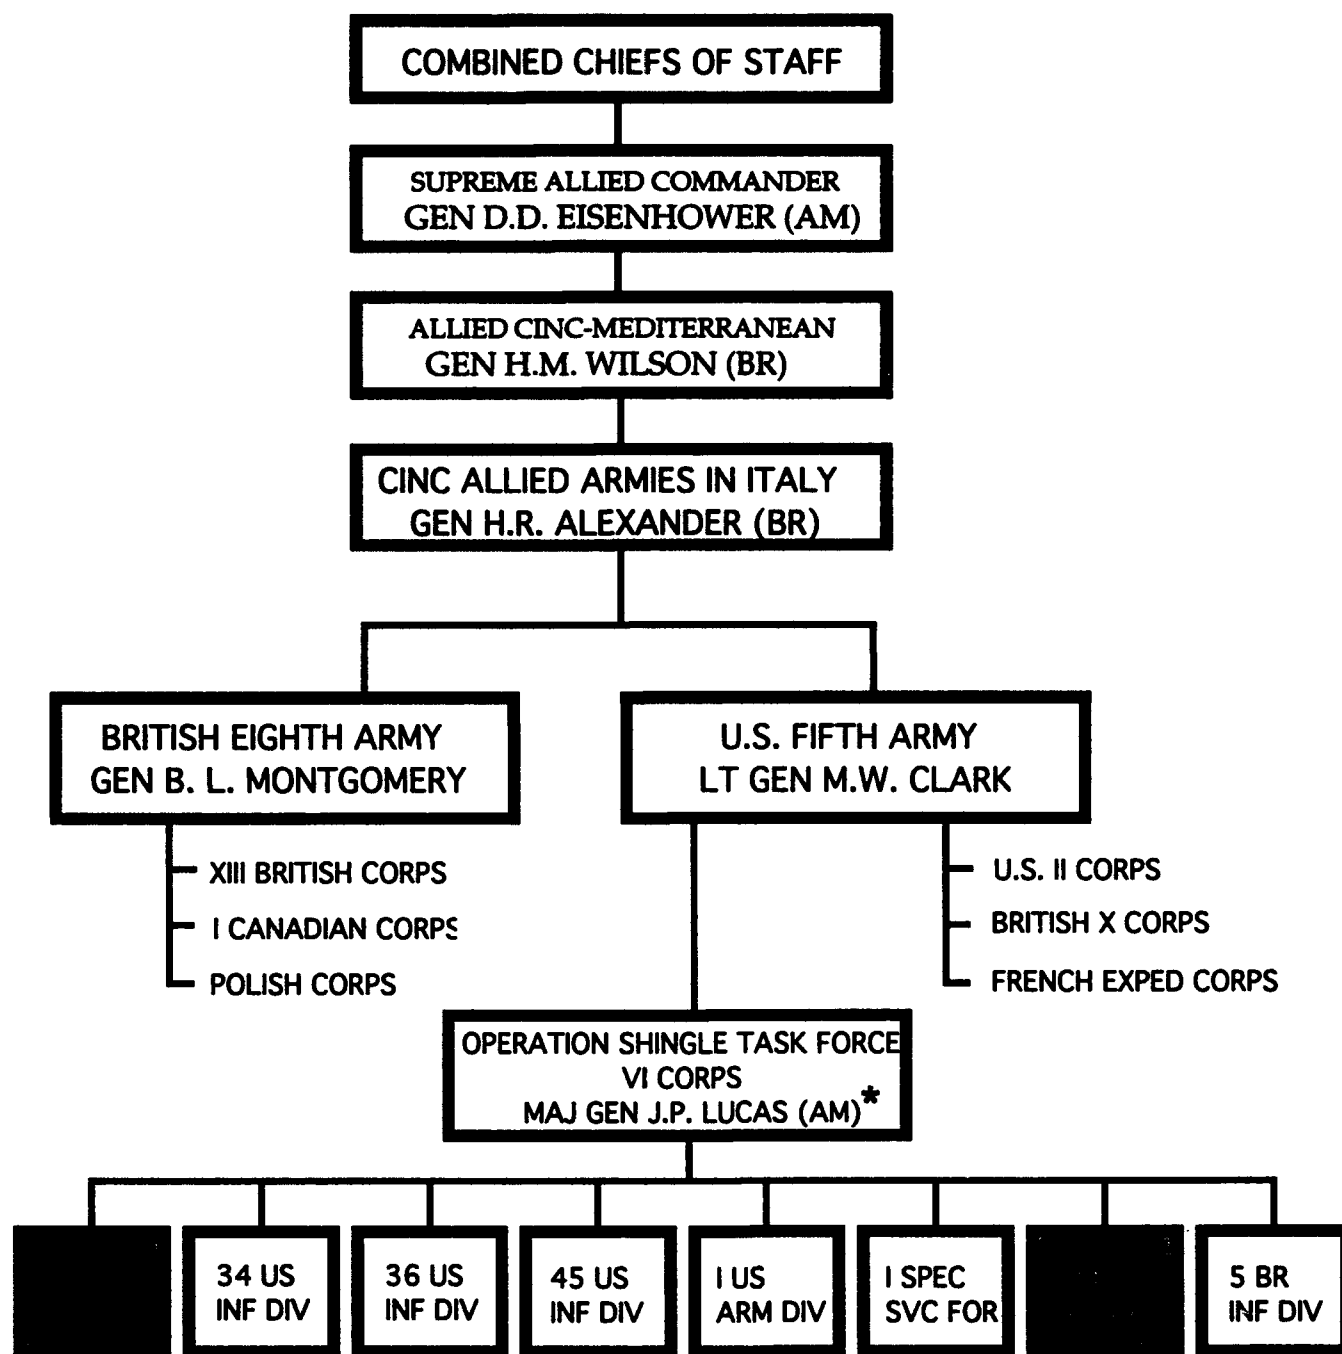 COMBINED CHIEFS OF STAFF
SUPREME ALLIED COMMANDER
GEN D.D. EISENHOWER (AM)
ALLIED CINC-MEDITERRANEAN
GEN H.M. WILSON (BR)
CINC ALLIED ARMIES IN ITALY
GEN H.R. ALEXANDER (BR)
BRITISH EIGHTH ARMY
GEN B. L. MONTGOMERY
U.S. FIFTH ARMY
LT GEN M.W. CLARK
XIII BRITISH CORPS
I CANADIAN CORPS
POLISH CORPS
U.S. II CORPS
BRITISH X CORPS
FRENCH EXPED CORPS
OPERATION SHINGLE TASK FORCE
VI CORPS
MAJ GEN J.P. LUCAS (AM)*
34 US
INF DIV
36 US
INF DIV
45 US
INF DIV
I US
ARM DIV
I SPEC
SVC FOR
5 BR
INF DIV